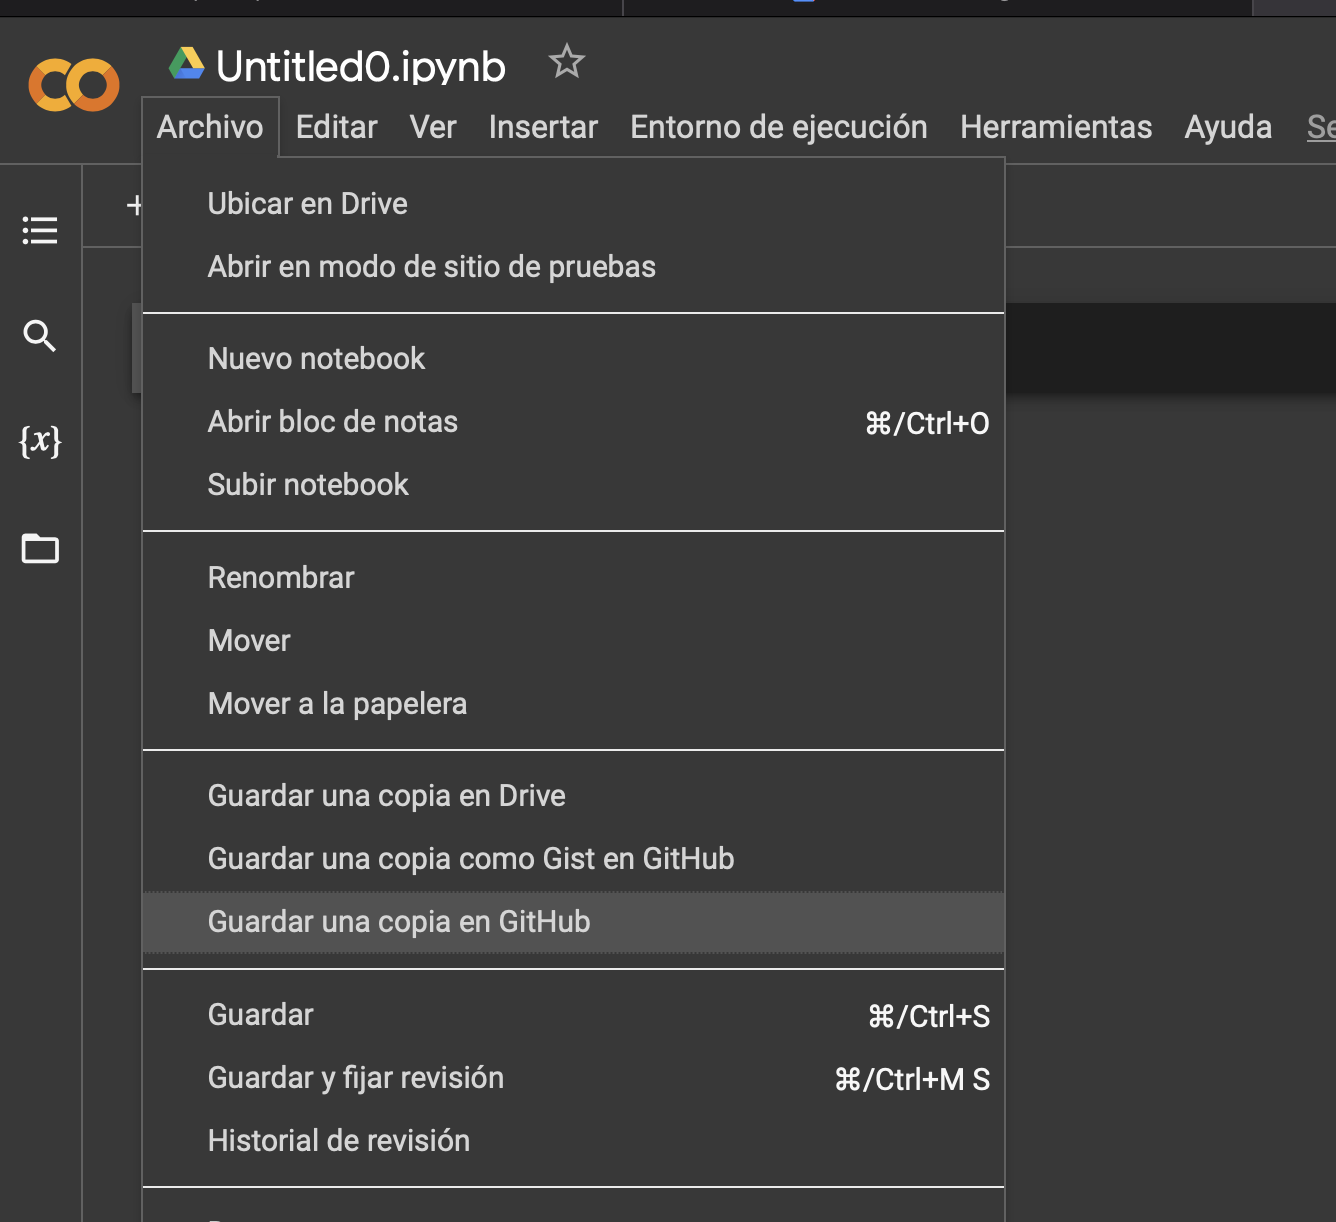 Untitled0.ipynb
Archivo Editar Ver Insertar Entorno de ejecución Herramientas Ayuda
+
Ubicar en Drive
Abrir en modo de sitio de pruebas
Nuevo notebook
Abrir bloc de notas ⌘/Ctrl+O
{x}
Subir notebook
Renombrar
Mover
Mover a la papelera
Guardar una copia en Drive
Guardar una copia como Gist en GitHub
Guardar una copia en GitHub
Guardar ⌘/Ctrl+S
Guardar y fijar revisión ⌘/Ctrl+M S
Historial de revisión